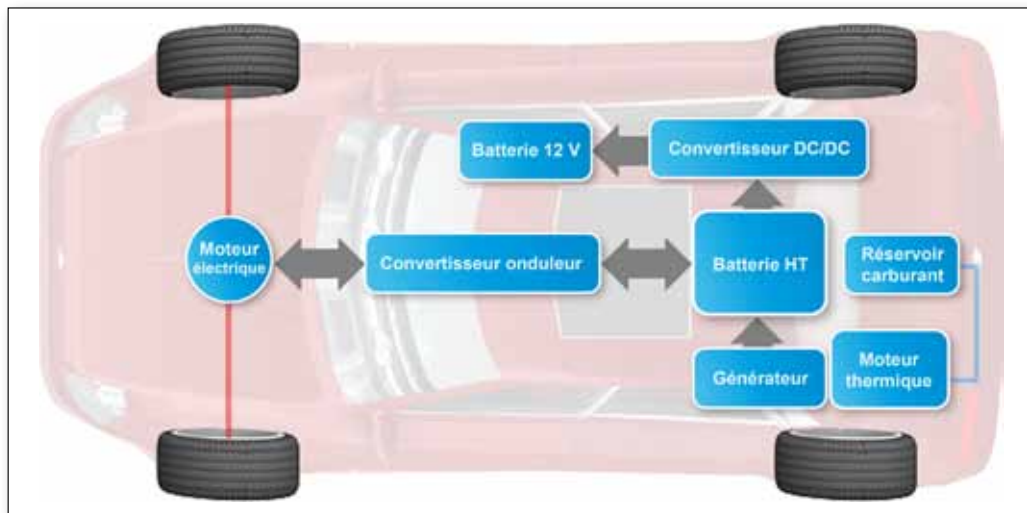 Batterie 12 V
Convertisseur DC/DC
Moteur
électrique
Convertisseur onduleur
Batterie HT
Réservoir
carburant
Générateur
Moteur
thermique